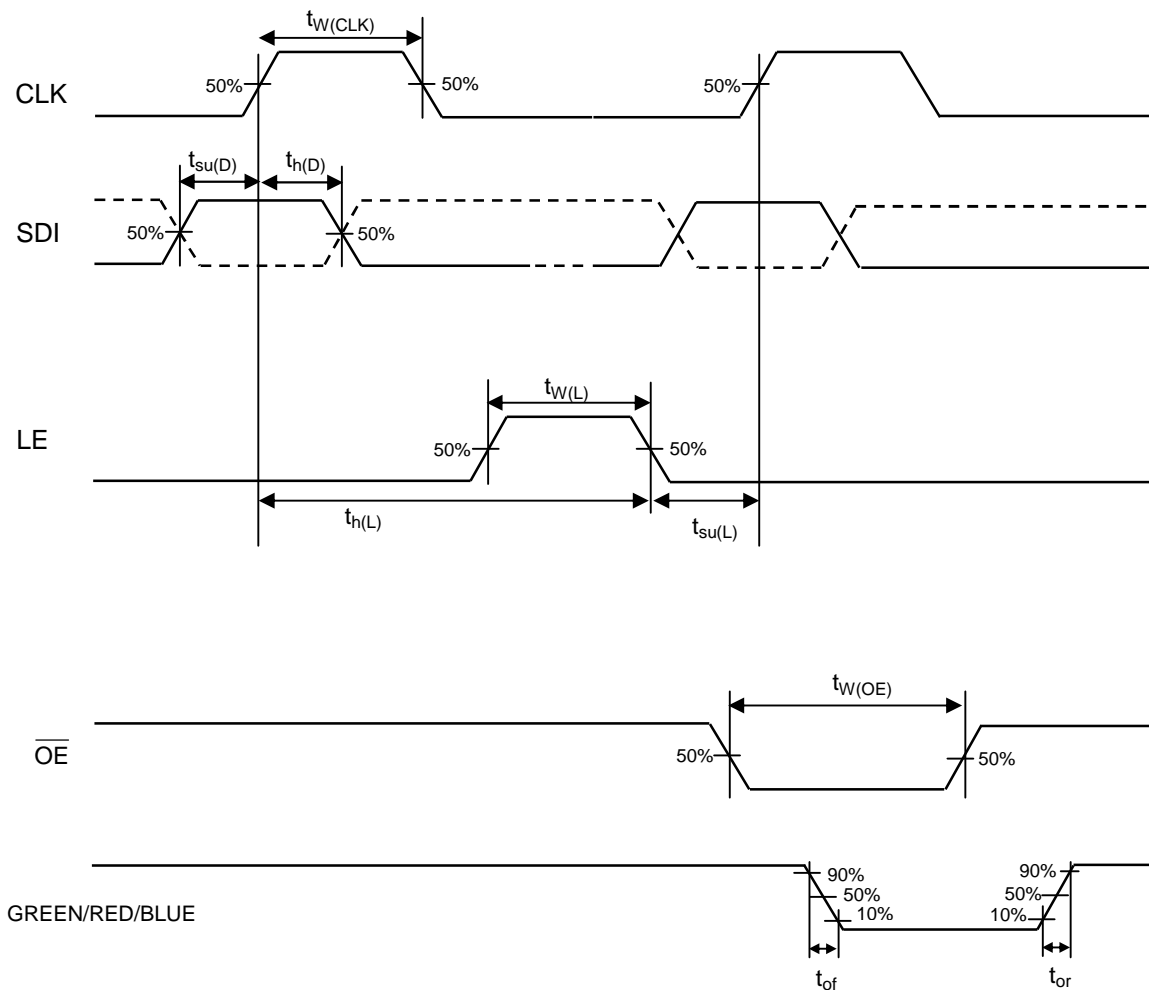 tW(CLK)
50%
50%
50%
CLK
tsu(D)
th(D)
SDI
50%
50%
tW(L)
LE
50%
50%
th(L)
tsu(L)
tW(OE)
OE
50%
50%
90%
50%
10%
90%
50%
10%
GREEN/RED/BLUE
tof
tor